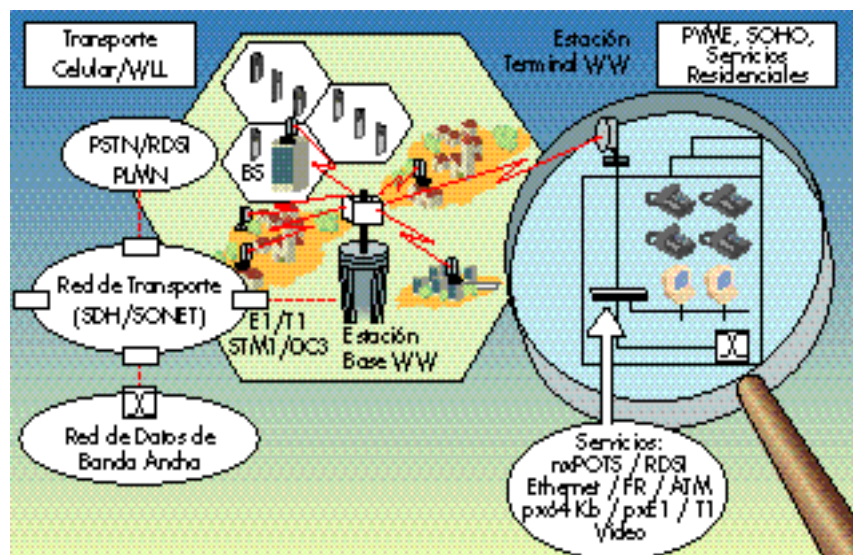 Transporte
Celular/WLL
Estación
Terminal WW
PYME, SOHO,
Servicios
Residenciales
PSTN/RDSI
PLMN
BS
Red de Transporte
(SDH/SONET)
E1/T1
STM1/OC3
Estación
Base WW
Red de Datos de
Banda Ancha
Servicios:
nxPOTS / RDSI
Ethernet / FR / ATM
px64 Kb / pxE1 / T1
Video